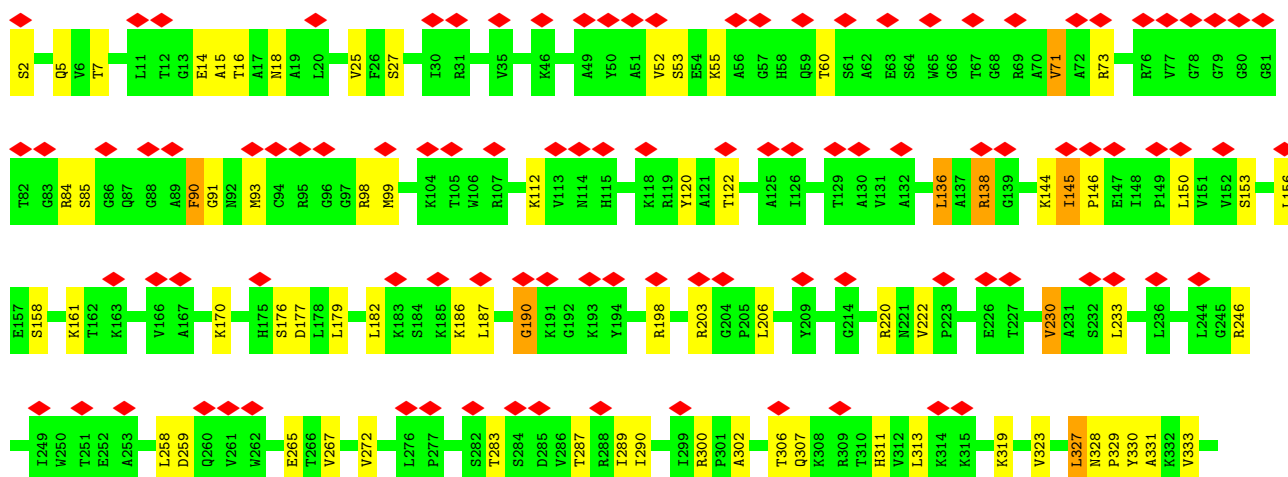 S2 Q5 V6 T7 L11 T12 G13 E14 A15 T16 A17 N18 A19 L20 V25 F26 S27 I30 R31 V35 K46 A49 Y50 A51 V52 S53 E54 K55 A56 G57 H58 Q59 T60 S61 A62 E63 S64 W65 G66 T67 G68 R69 A70 V71 A72 R73 R76 V77 G78 G79 G80 G81
T82 G83 R84 S85 G86 Q87 G88 A89 F90 G91 N92 M93 C94 R95 G96 G97 R98 M99 K104 T105 W106 R107 K112 V113 N114 H115 K118 R119 Y120 A121 T122 A125 I126 T129 A130 V131 A132 L136 A137 R138 G139 K144 I145 P146 E147 I148 P149 L150 V151 V152 S153 L156
E157 S158 K161 T162 K163 V166 A167 K170 H175 S176 D177 L178 L179 L182 K183 S184 K185 K186 L187 G190 K191 G192 K193 Y194 R198 R203 G204 P205 L206 Y209 G214 R220 N221 V222 P223 E226 T227 V230 A231 S232 L233 L236 L244 G245 R246
I249 W250 T251 E252 A253 L258 D259 Q260 V261 W262 E265 T266 V267 V272 L276 P277 S282 T283 S284 D285 V286 T287 R288 I289 I290 I299 R300 P301 A302 T306 Q307 K308 R309 T310 H311 V312 L313 K314 K315 K319 V323 L327 N328 P329 Y330 A331 K332 V333